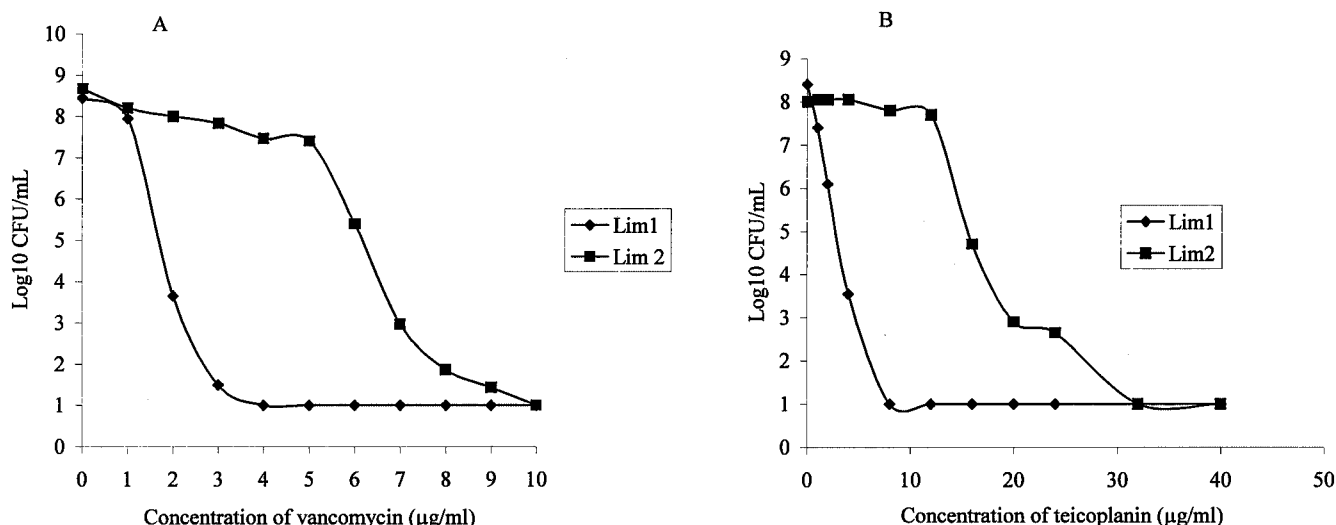 A
10
9
8
7
6
5
4
3
2
1
0
Log10 CFU/mL
0 1 2 3 4 5 6 7 8 9 10
Concentration of vancomycin (µg/ml)
Lim1
Lim 2
B
9
8
7
6
5
4
3
2
1
0
Log10 CFU/mL
0 10 20 30 40 50
Concentration of teicoplanin (µg/ml)
Lim1
Lim2